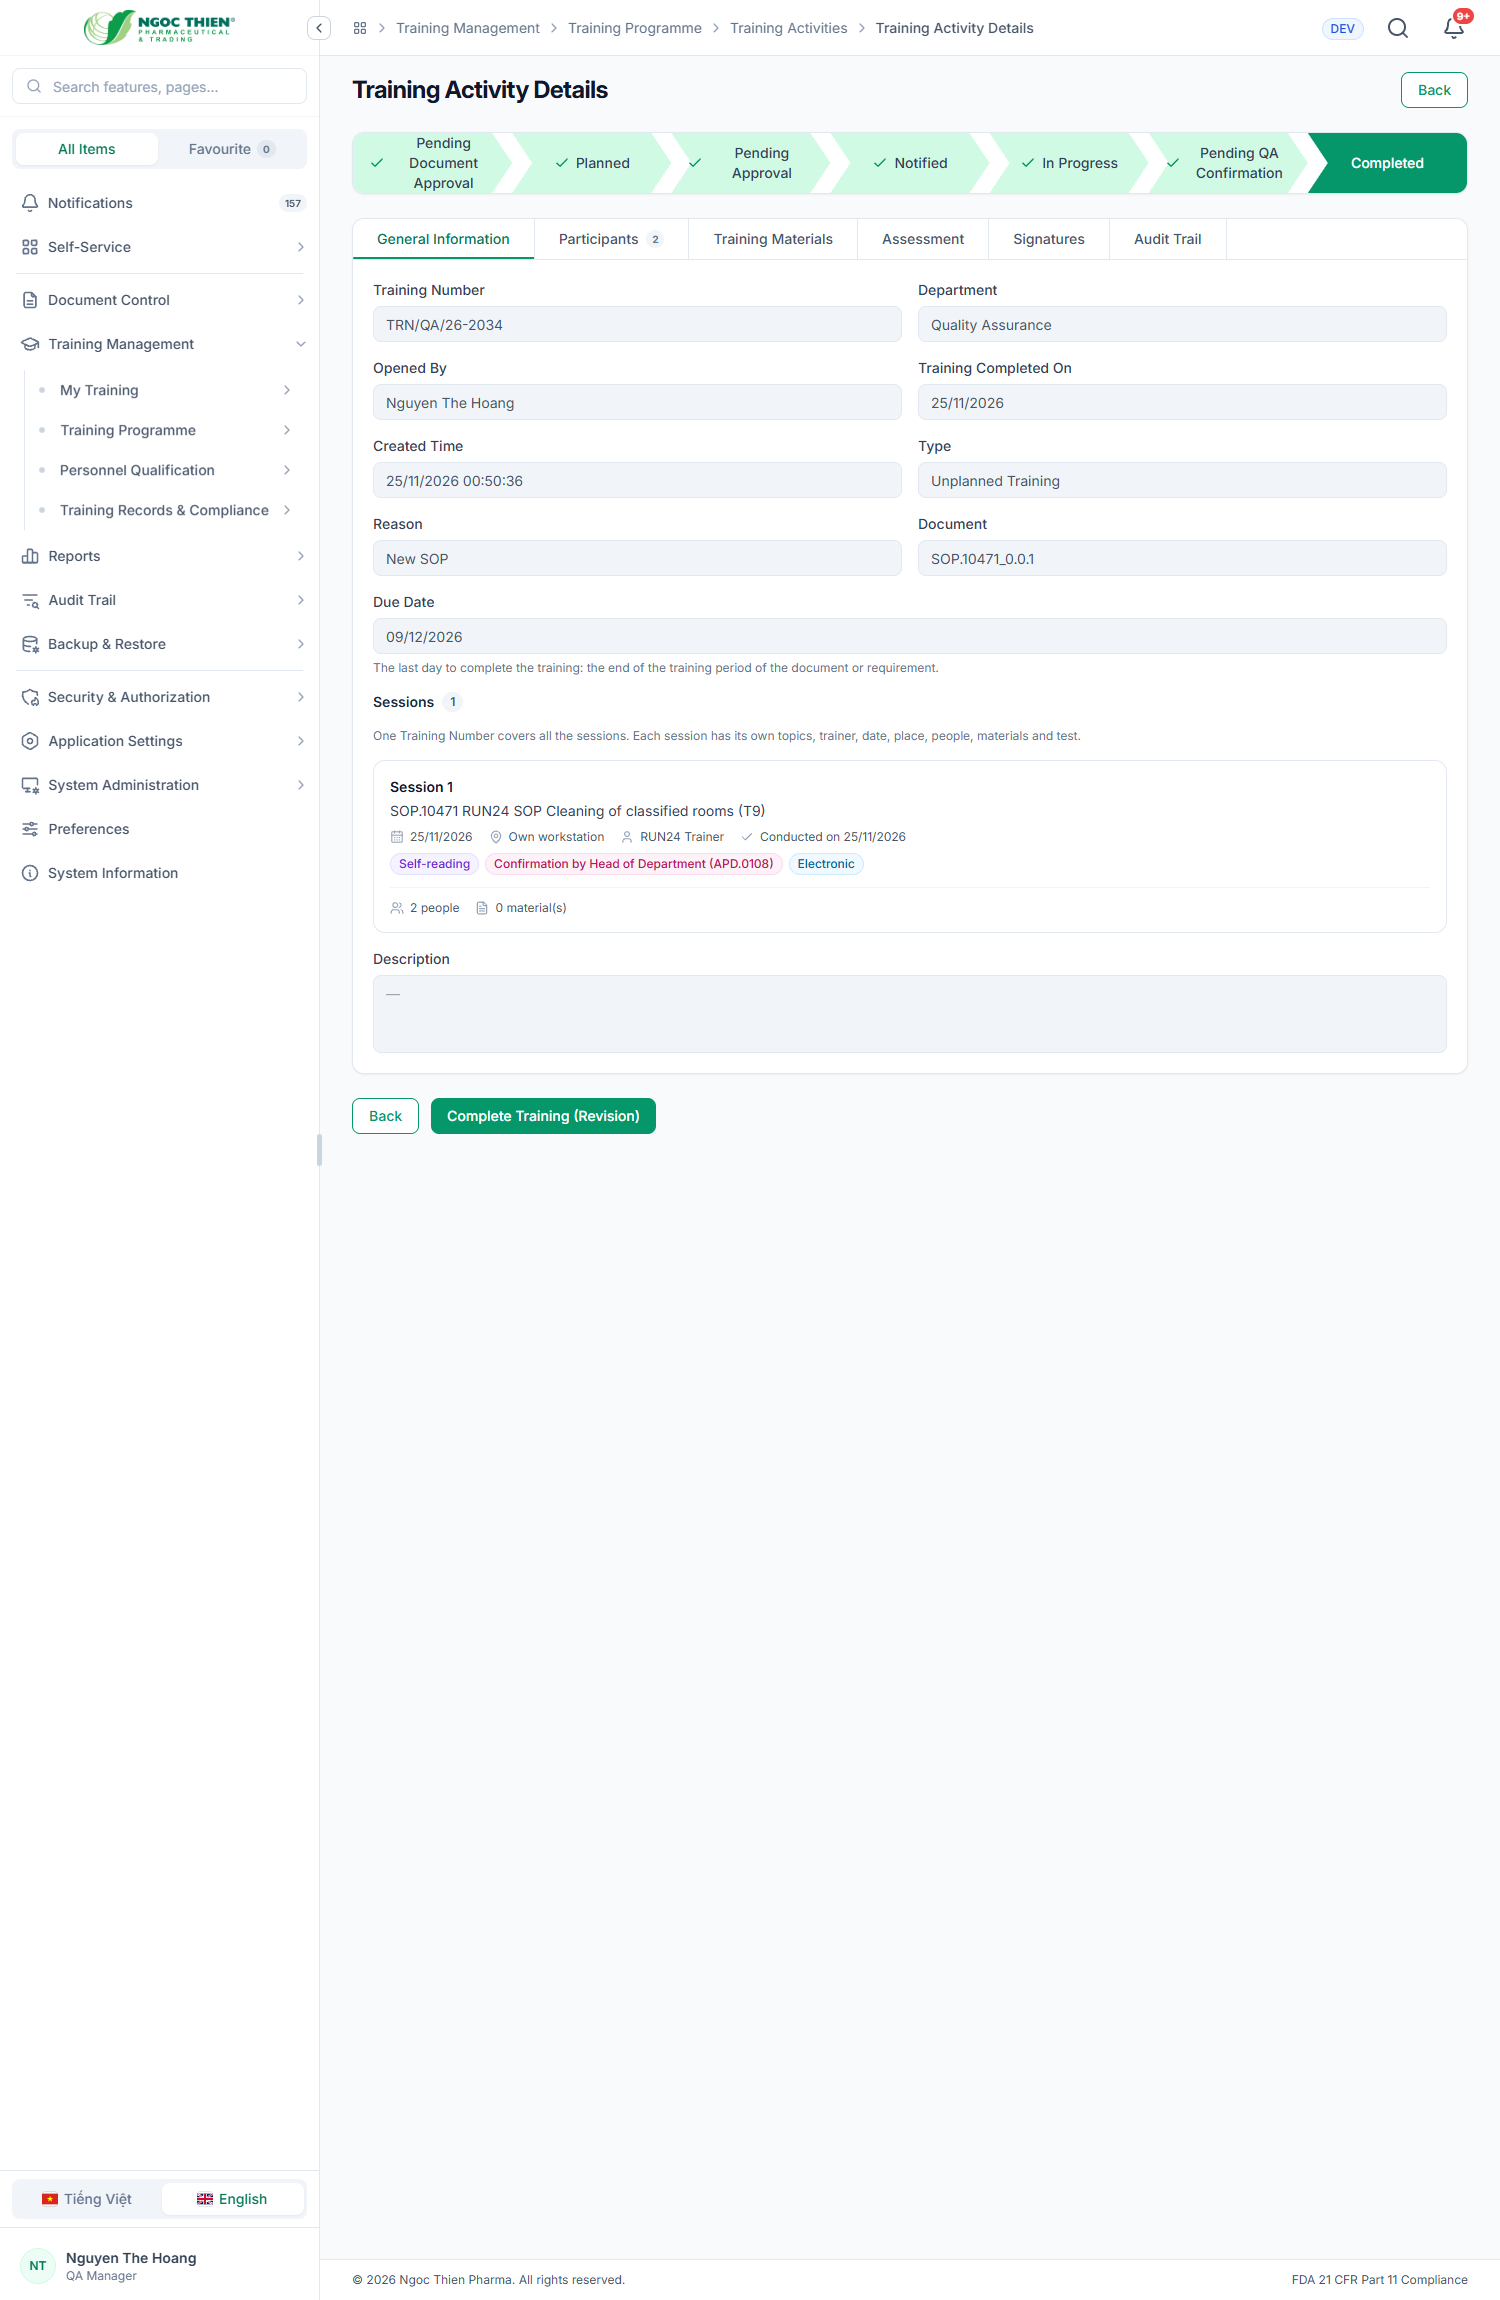 NGOC THIEN®
PHARMACEUTICAL
& TRADING
Training Management
Training Programme
Training Activities
Training Activity Details
DEV
9+
Search features, pages...
All Items
Favourite 0
Notifications 157
Self-Service
Document Control
Training Management
My Training
Training Programme
Personnel Qualification
Training Records & Compliance
Reports
Audit Trail
Backup & Restore
Security & Authorization
Application Settings
System Administration
Preferences
System Information
Tiếng Việt
English
NT
Nguyen The Hoang
QA Manager
Training Activity Details
Back
Pending
Document
Approval
Planned
Pending
Approval
Notified
In Progress
Pending QA
Confirmation
Completed
General Information
Participants 2
Training Materials
Assessment
Signatures
Audit Trail
Training Number
TRN/QA/26-2034
Department
Quality Assurance
Opened By
Nguyen The Hoang
Training Completed On
25/11/2026
Created Time
25/11/2026 00:50:36
Type
Unplanned Training
Reason
New SOP
Document
SOP.10471_0.0.1
Due Date
09/12/2026
The last day to complete the training: the end of the training period of the document or requirement.
Sessions 1
One Training Number covers all the sessions. Each session has its own topics, trainer, date, place, people, materials and test.
Session 1
SOP.10471 RUN24 SOP Cleaning of classified rooms (T9)
25/11/2026 Own workstation RUN24 Trainer Conducted on 25/11/2026
Self-reading Confirmation by Head of Department (APD.0108) Electronic
2 people 0 material(s)
Description
—
Back
Complete Training (Revision)
© 2026 Ngoc Thien Pharma. All rights reserved.
FDA 21 CFR Part 11 Compliance